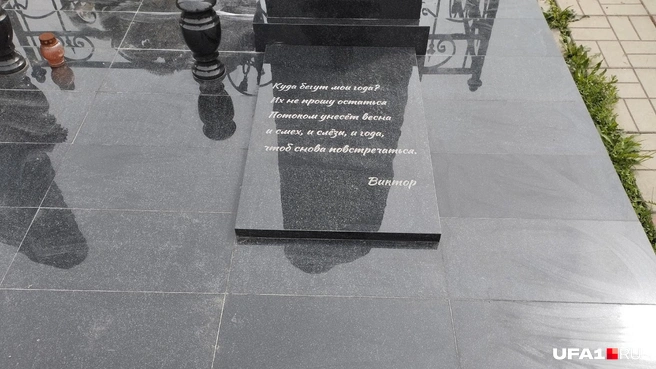 Куда бегут мои года?
Их не прошу остаться
Потоком унесёт весна
и смех, и слёзи, и года,
чтоб снова повстречаться.
Виктор
UFA1.RU